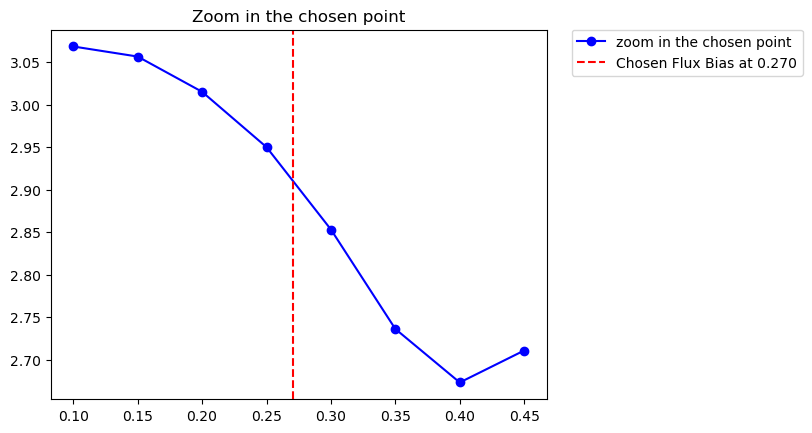 Zoom in the chosen point
zoom in the chosen point
Chosen Flux Bias at 0.270
3.05
3.00
2.95
2.90
2.85
2.80
2.75
2.70
0.10 0.15 0.20 0.25 0.30 0.35 0.40 0.45